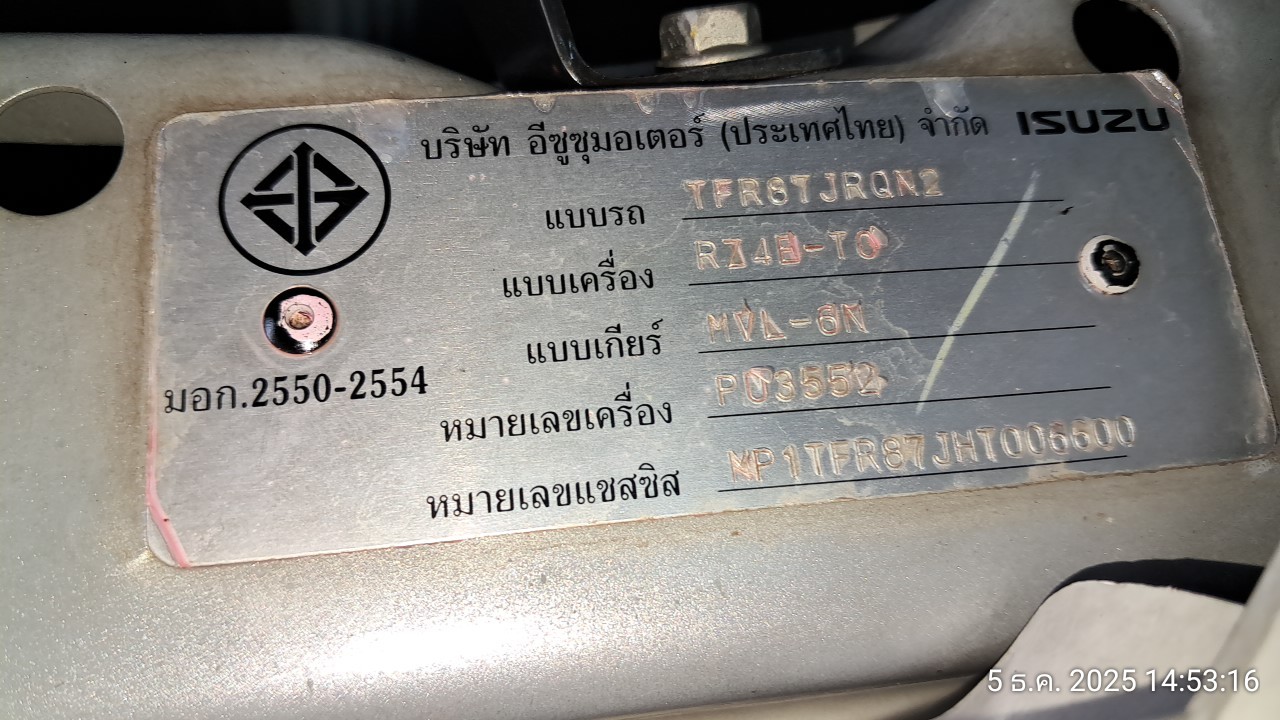 บริษัท อีซูซุมอเตอร์ (ประเทศไทย) จำกัด ISUZU
แบบรถ TFR87JRQN2
แบบเครื่อง RZ4E-TC
แบบเกียร์ MVL-6N
หมายเลขเครื่อง PU3552
หมายเลขแชสซิส MP1TFR87JHT006600
มอก.2550-2554
5 ธ.ค. 2025 14:53:16